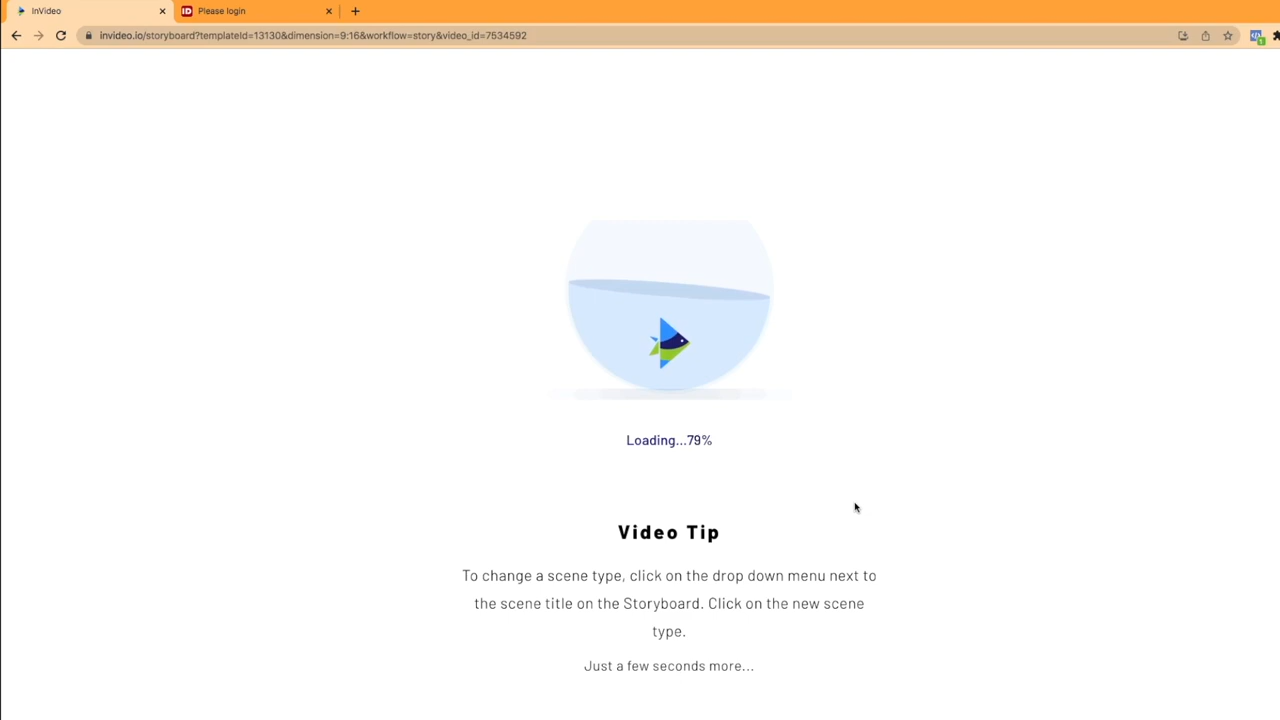 InVideo
Please login
invideo.io/storyboard?templateId=13130&dimension=9:16&workflow=story&video_id=7534592
Loading...79%
Video Tip
To change a scene type, click on the drop down menu next to
the scene title on the Storyboard. Click on the new scene
type.
Just a few seconds more...